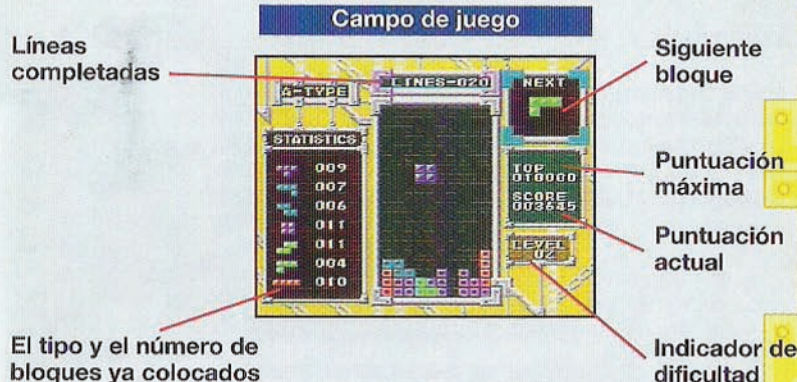 Campo de juego
Líneas
completadas
Siguiente
bloque
A-TYPE
LINES-020
NEXT
STATISTICS
009
007
006
011
011
004
010
TOP
010000
SCORE
003645
LEVEL
02
Puntuación
máxima
Puntuación
actual
El tipo y el número de
bloques ya colocados
Indicador de
dificultad